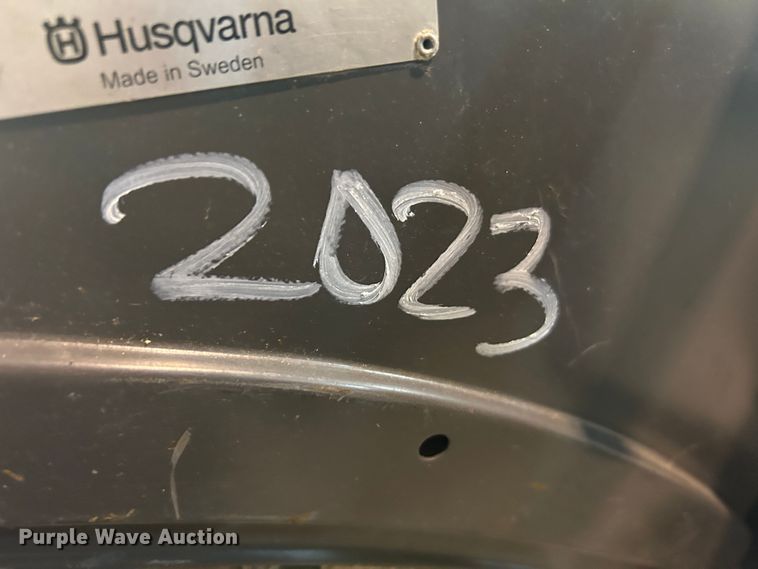 Husqvarna
Made in Sweden
2023
Purple Wave Auction